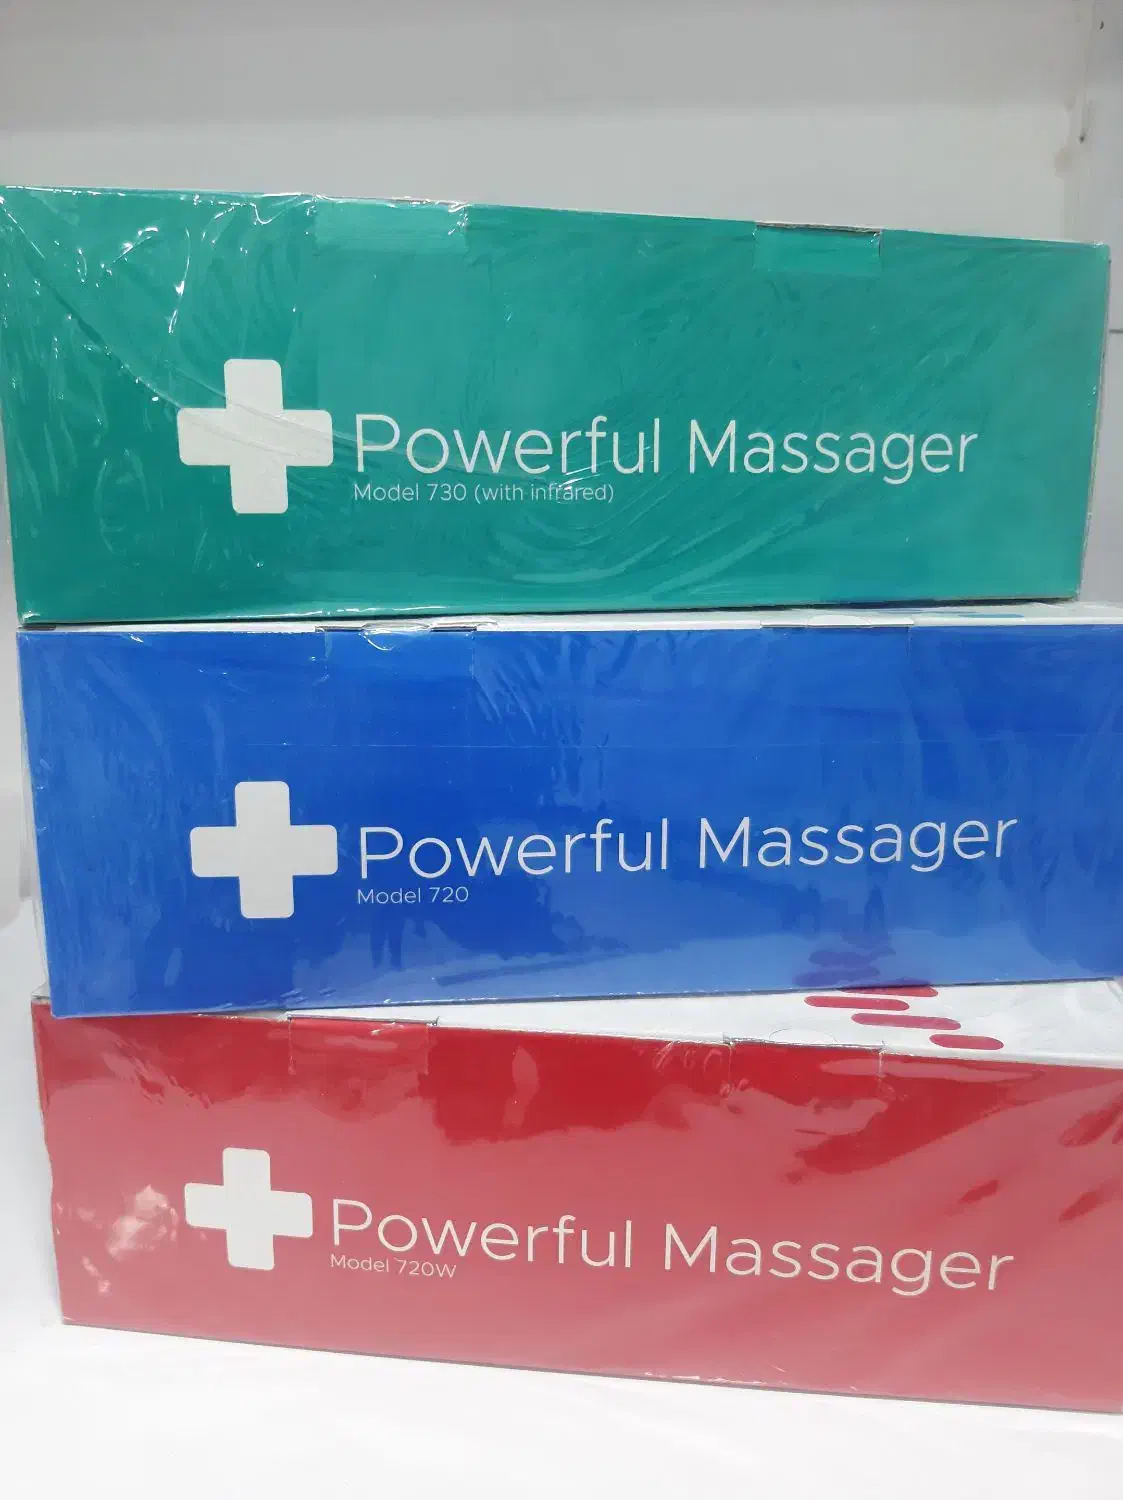 Powerful Massager
Model 730 (with infrared)
Powerful Massager
Model 720
Powerful Massager
Model 720W